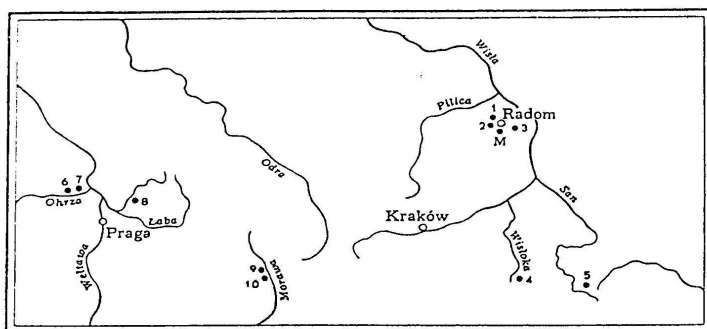 Wisła
Pilica
1
Radom
2
3
M
Odra
6
7
8
Ohrza
Łaba
San
Kraków
Praga
Wisłoka
Wełtawa
9
Morawa
10
4
5